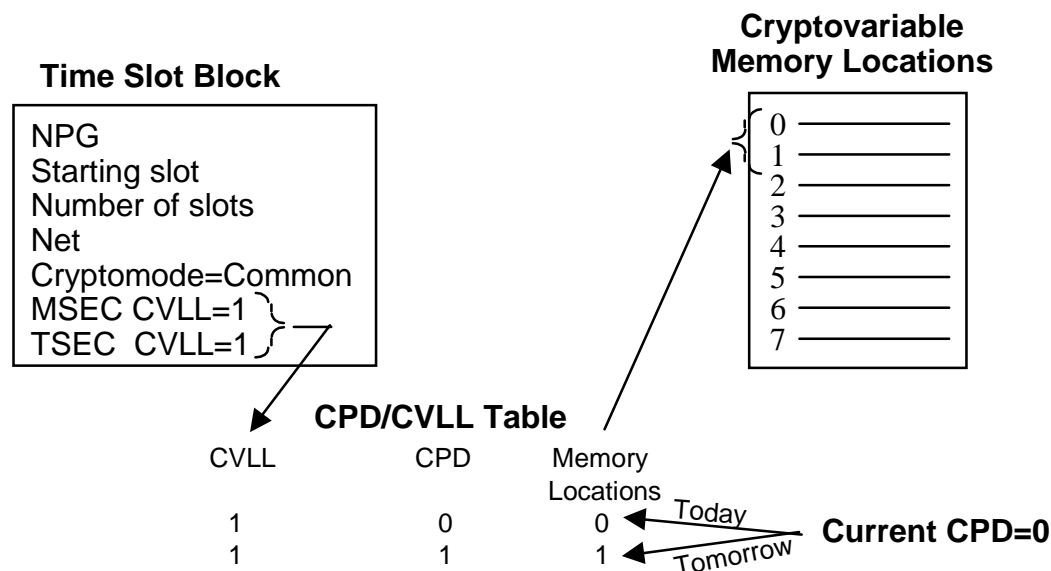 Cryptovariable
Memory Locations
Time Slot Block
NPG
Starting slot
Number of slots
Net
Cryptomode=Common
MSEC CVLL=1
TSEC CVLL=1
0
1
2
3
4
5
6
7
CPD/CVLL Table
CVLL CPD Memory
Locations
1 0 0
1 1 1
Today
Tomorrow
Current CPD=0